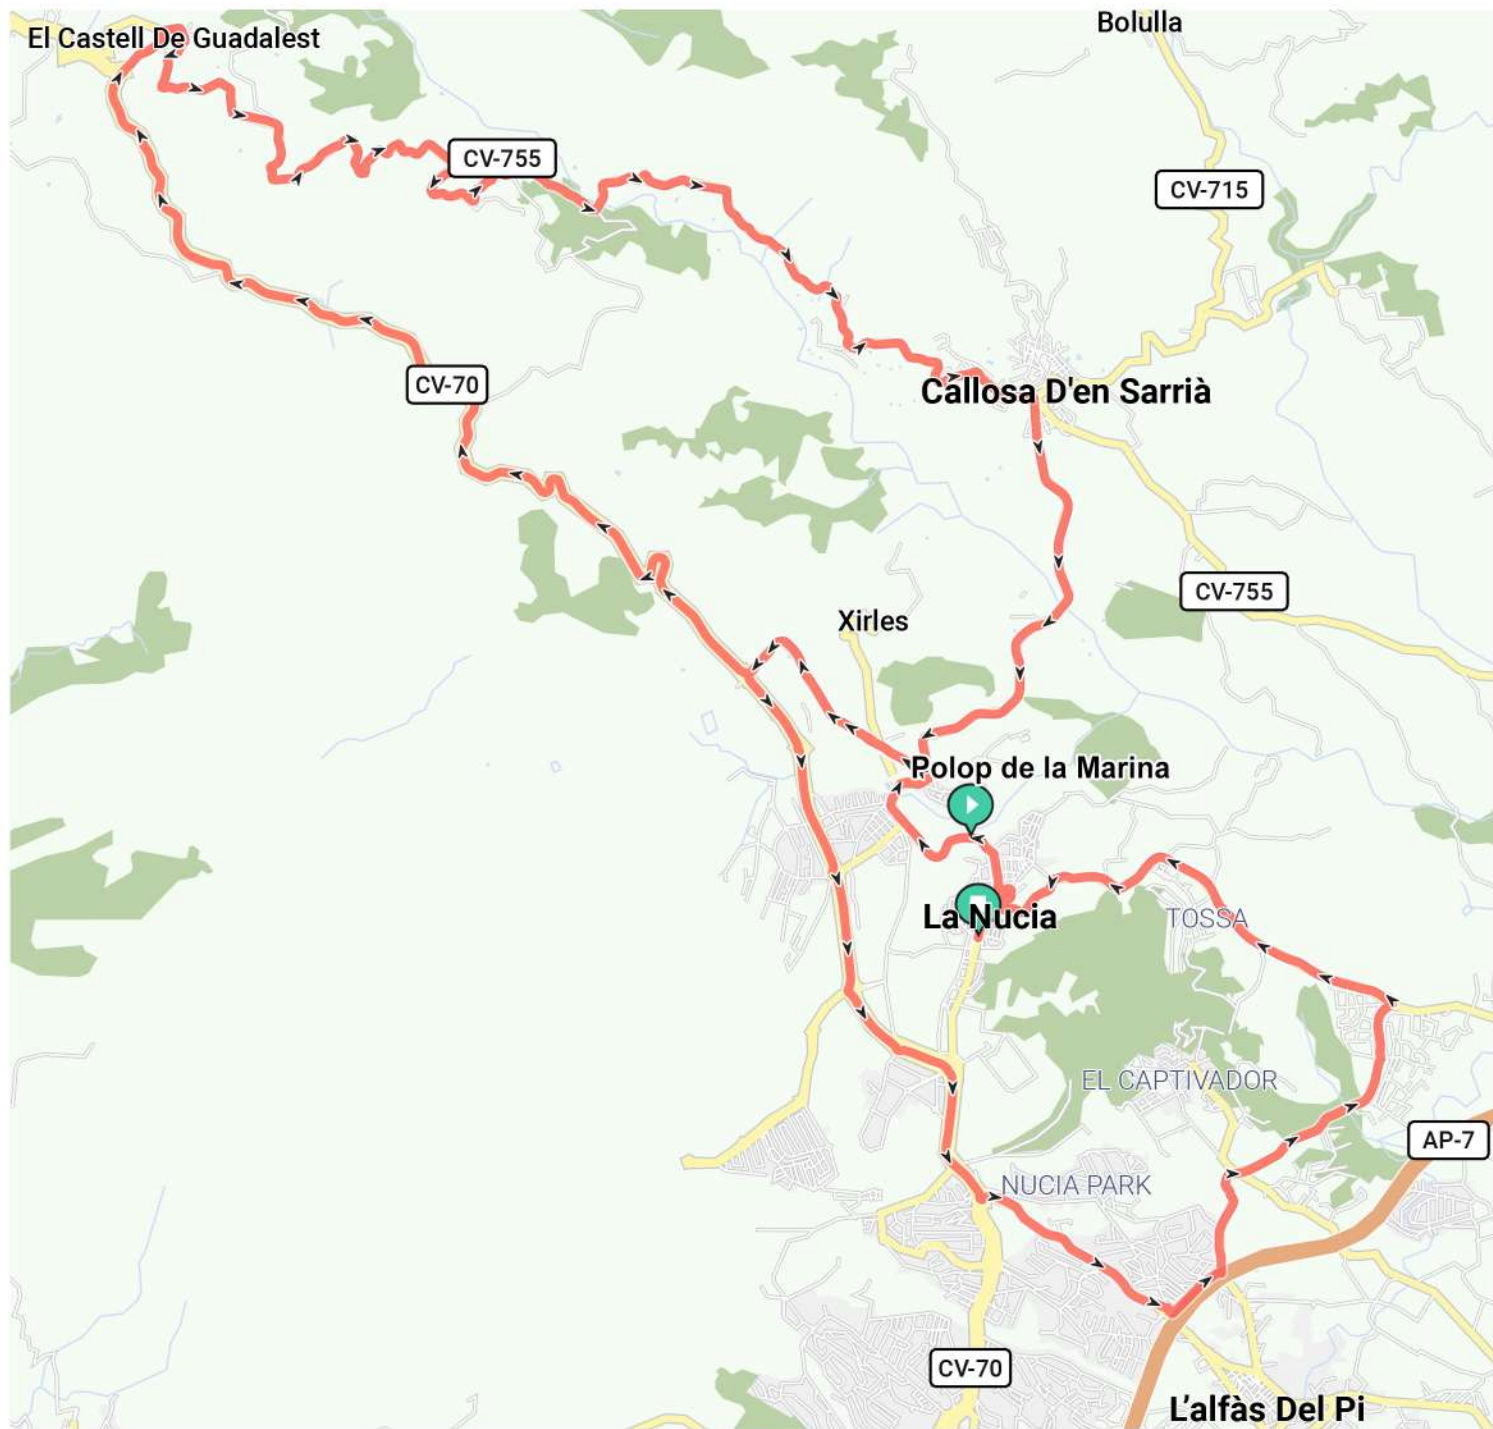 Bolulla
El Castell De Guadalest
CV-755
CV-715
CV-70
Callosa D'en Sarrià
CV-755
Xirles
Polop de la Marina
La Nucia
TOSSA
EL CAPTIVADOR
AP-7
NUCIA PARK
CV-70
L'alfàs Del Pi